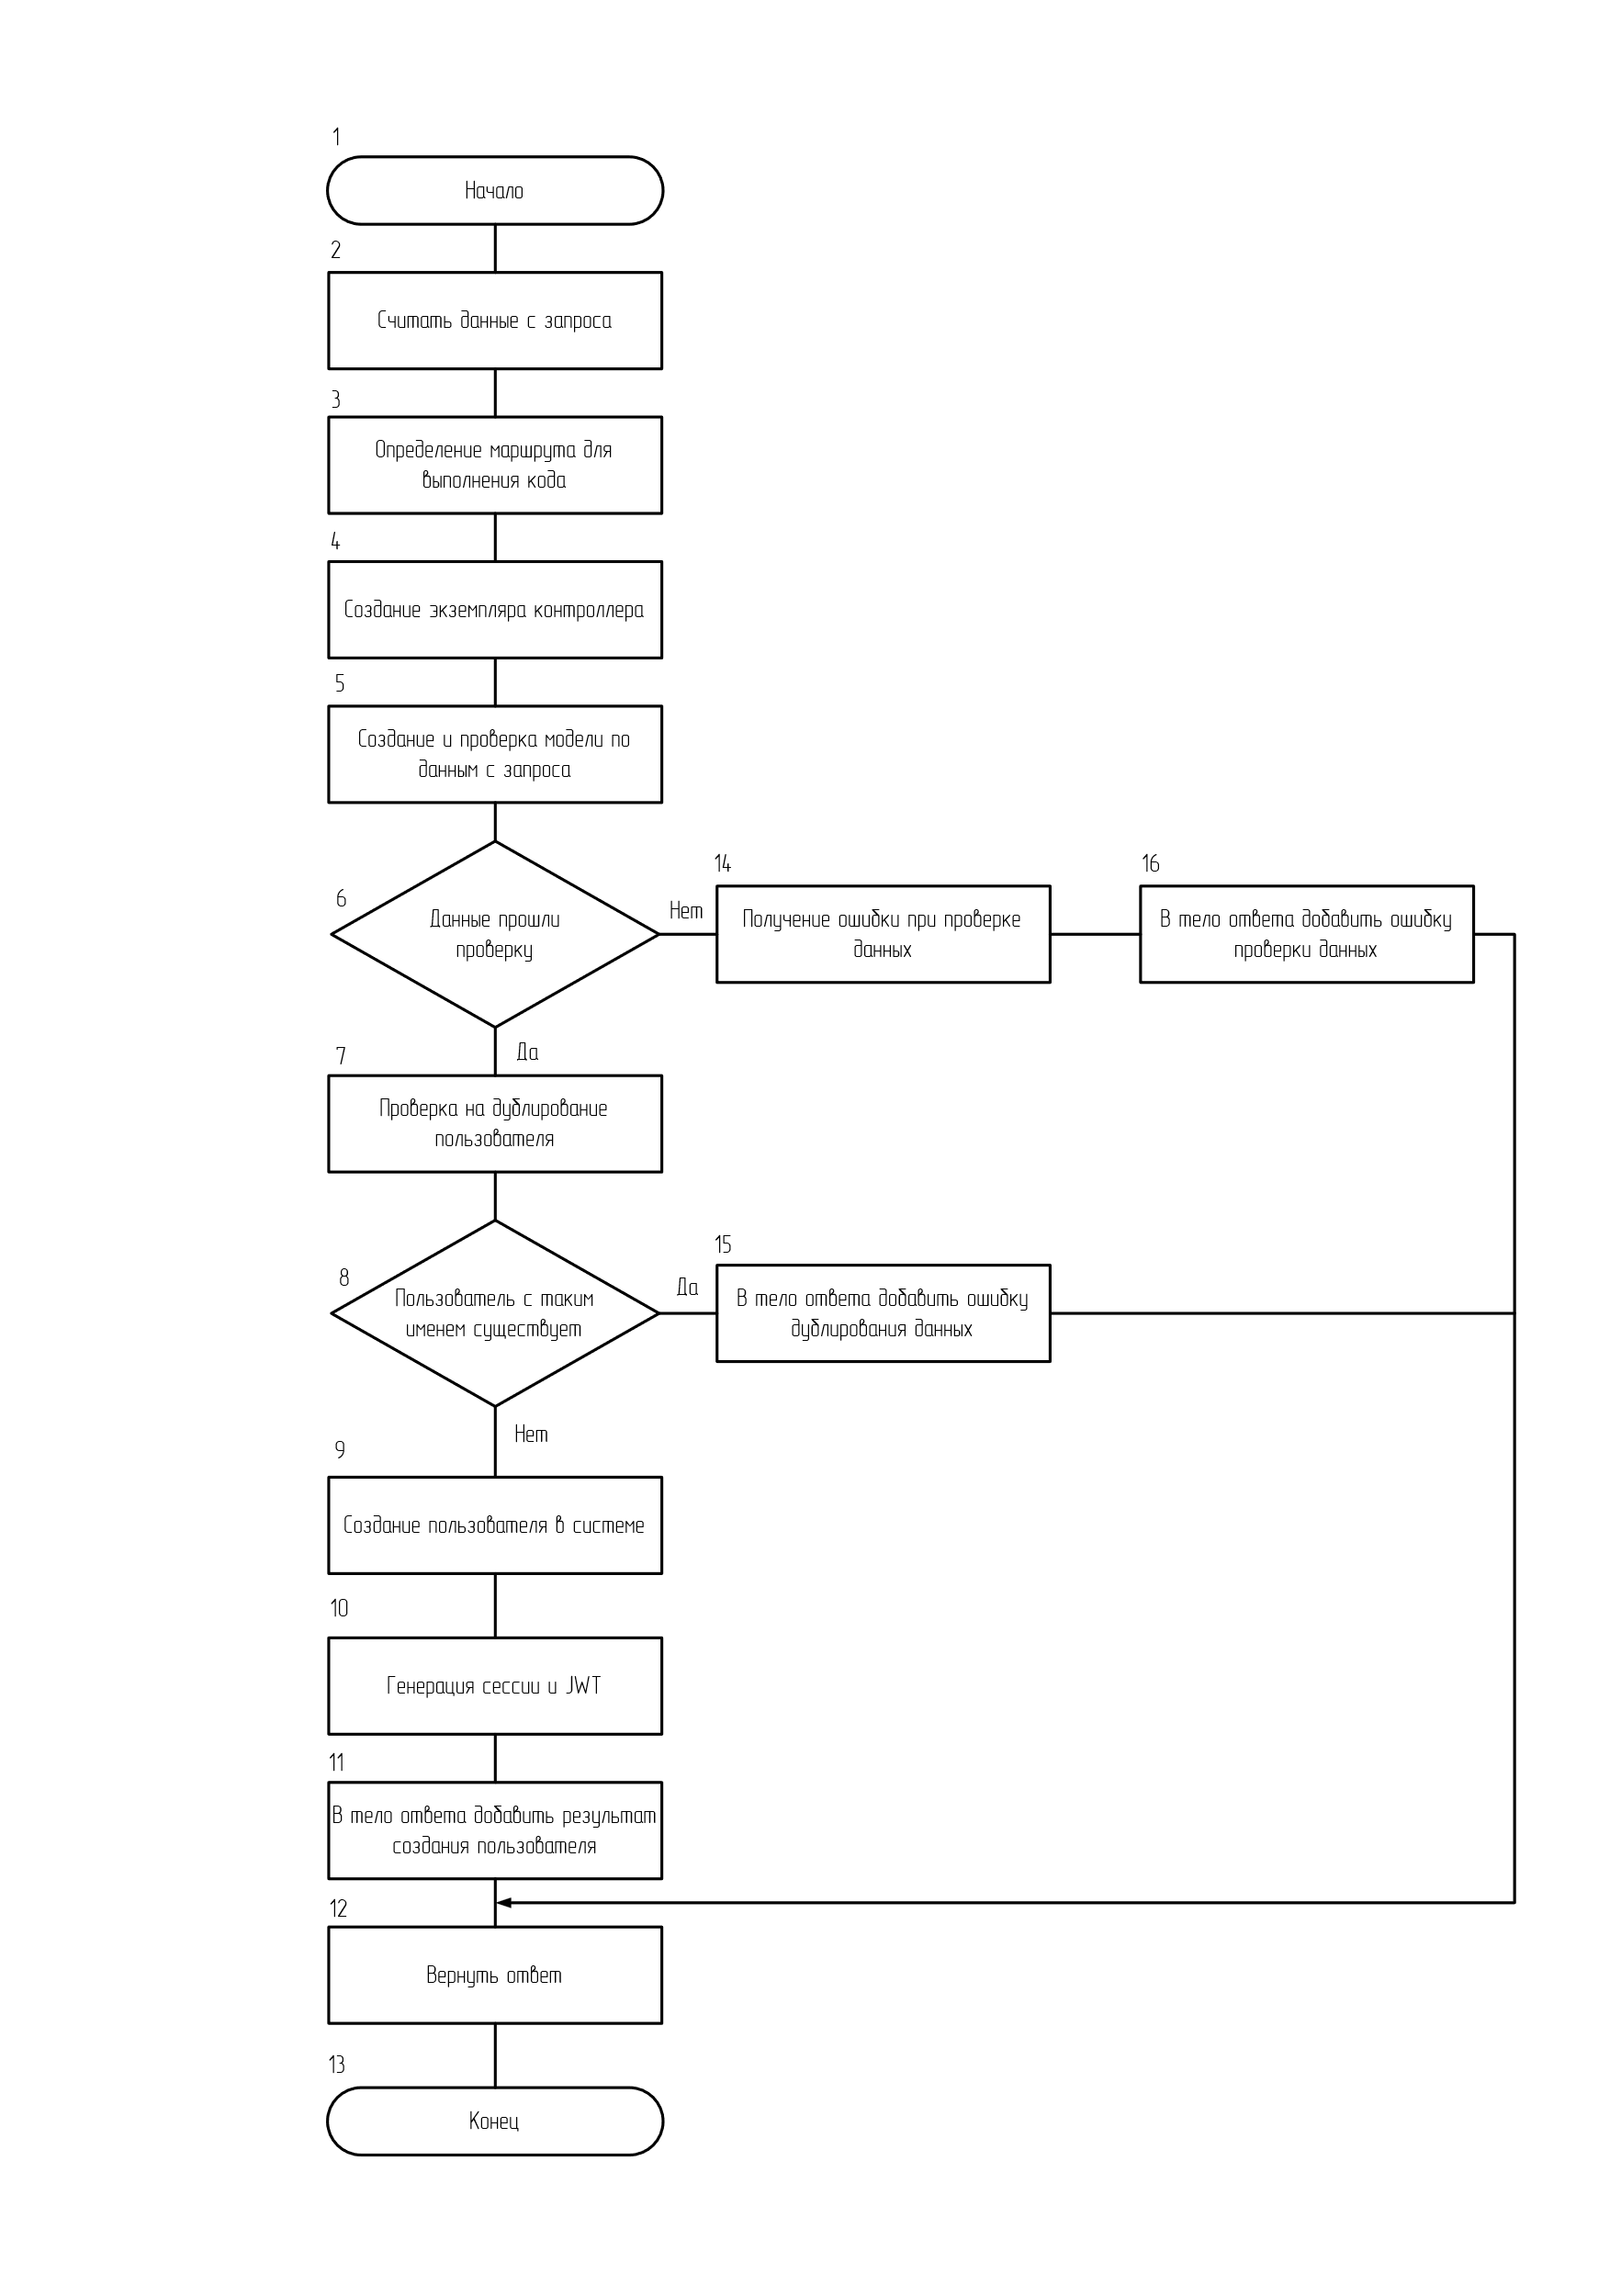 1
Начало
2
Считать данные с запроса
3
Определение маршрута для
выполнения кода
4
Создание экземпляра контроллера
5
Создание и проверка модели по
данным с запроса
6
Данные прошли
проверку
Нет
14
Получение ошибки при проверке
данных
16
В тело ответа добавить ошибку
проверки данных
Да
7
Проверка на дублирование
пользователя
8
Пользователь с таким
именем существует
Да
15
В тело ответа добавить ошибку
дублирования данных
Нет
9
Создание пользователя в системе
10
Генерация сессии и JWT
11
В тело ответа добавить результат
создания пользователя
12
Вернуть ответ
13
Конец